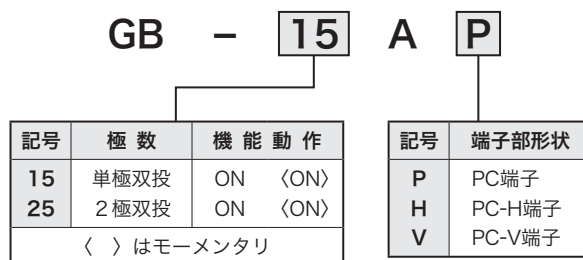 GB － 15 A P
記号 極数 機能動作
15 単極双投 ON 〈ON〉
25 2極双投 ON 〈ON〉
〈　〉はモーメンタリ
記号 端子部形状
P PC端子
H PC-H端子
V PC-V端子